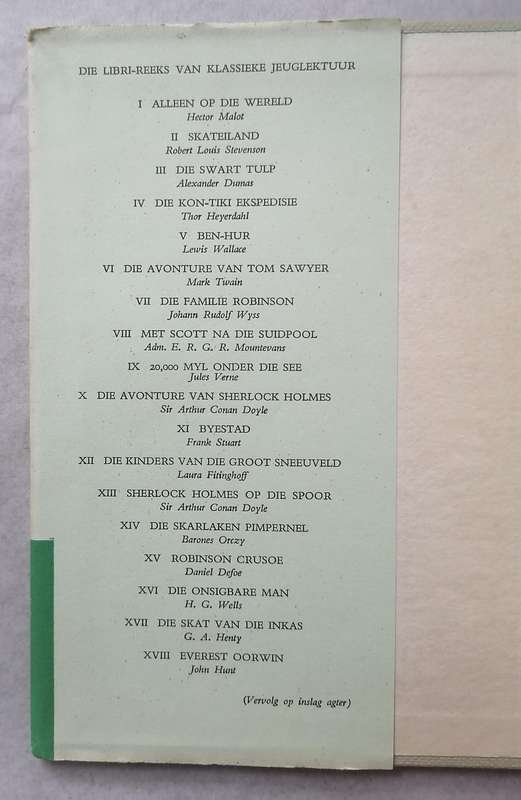 DIE LIBRI-REEKS VAN KLASSIEKE JEUGLEKTUUR
I ALLEEN OP DIE WERELD
Hector Malot
II SKATEILAND
Robert Louis Stevenson
III DIE SWART TULP
Alexander Dumas
IV DIE KON-TIKI EKSPEDISIE
Thor Heyerdahl
V BEN-HUR
Lewis Wallace
VI DIE AVONTURE VAN TOM SAWYER
Mark Twain
VII DIE FAMILIE ROBINSON
Johann Rudolf Wyss
VIII MET SCOTT NA DIE SUIDPOOL
Adm. E. R. G. R. Mountevans
IX 20,000 MYL ONDER DIE SEE
Jules Verne
X DIE AVONTURE VAN SHERLOCK HOLMES
Sir Arthur Conan Doyle
XI BYESTAD
Frank Stuart
XII DIE KINDERS VAN DIE GROOT SNEEUVELD
Laura Fitinghoff
XIII SHERLOCK HOLMES OP DIE SPOOR
Sir Arthur Conan Doyle
XIV DIE SKARLAKEN PIMPERNEL
Barones Orczy
XV ROBINSON CRUSOE
Daniel Defoe
XVI DIE ONSIGBARE MAN
H. G. Wells
XVII DIE SKAT VAN DIE INKAS
G. A. Henty
XVIII EVEREST OORWIN
John Hunt
(Vervolg op inslag agter)